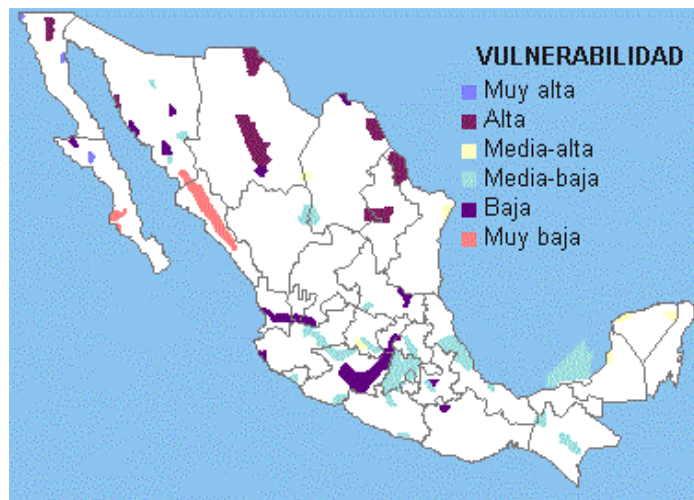 VULNERABILIDAD
Muy alta
Alta
Media-alta
Media-baja
Baja
Muy baja